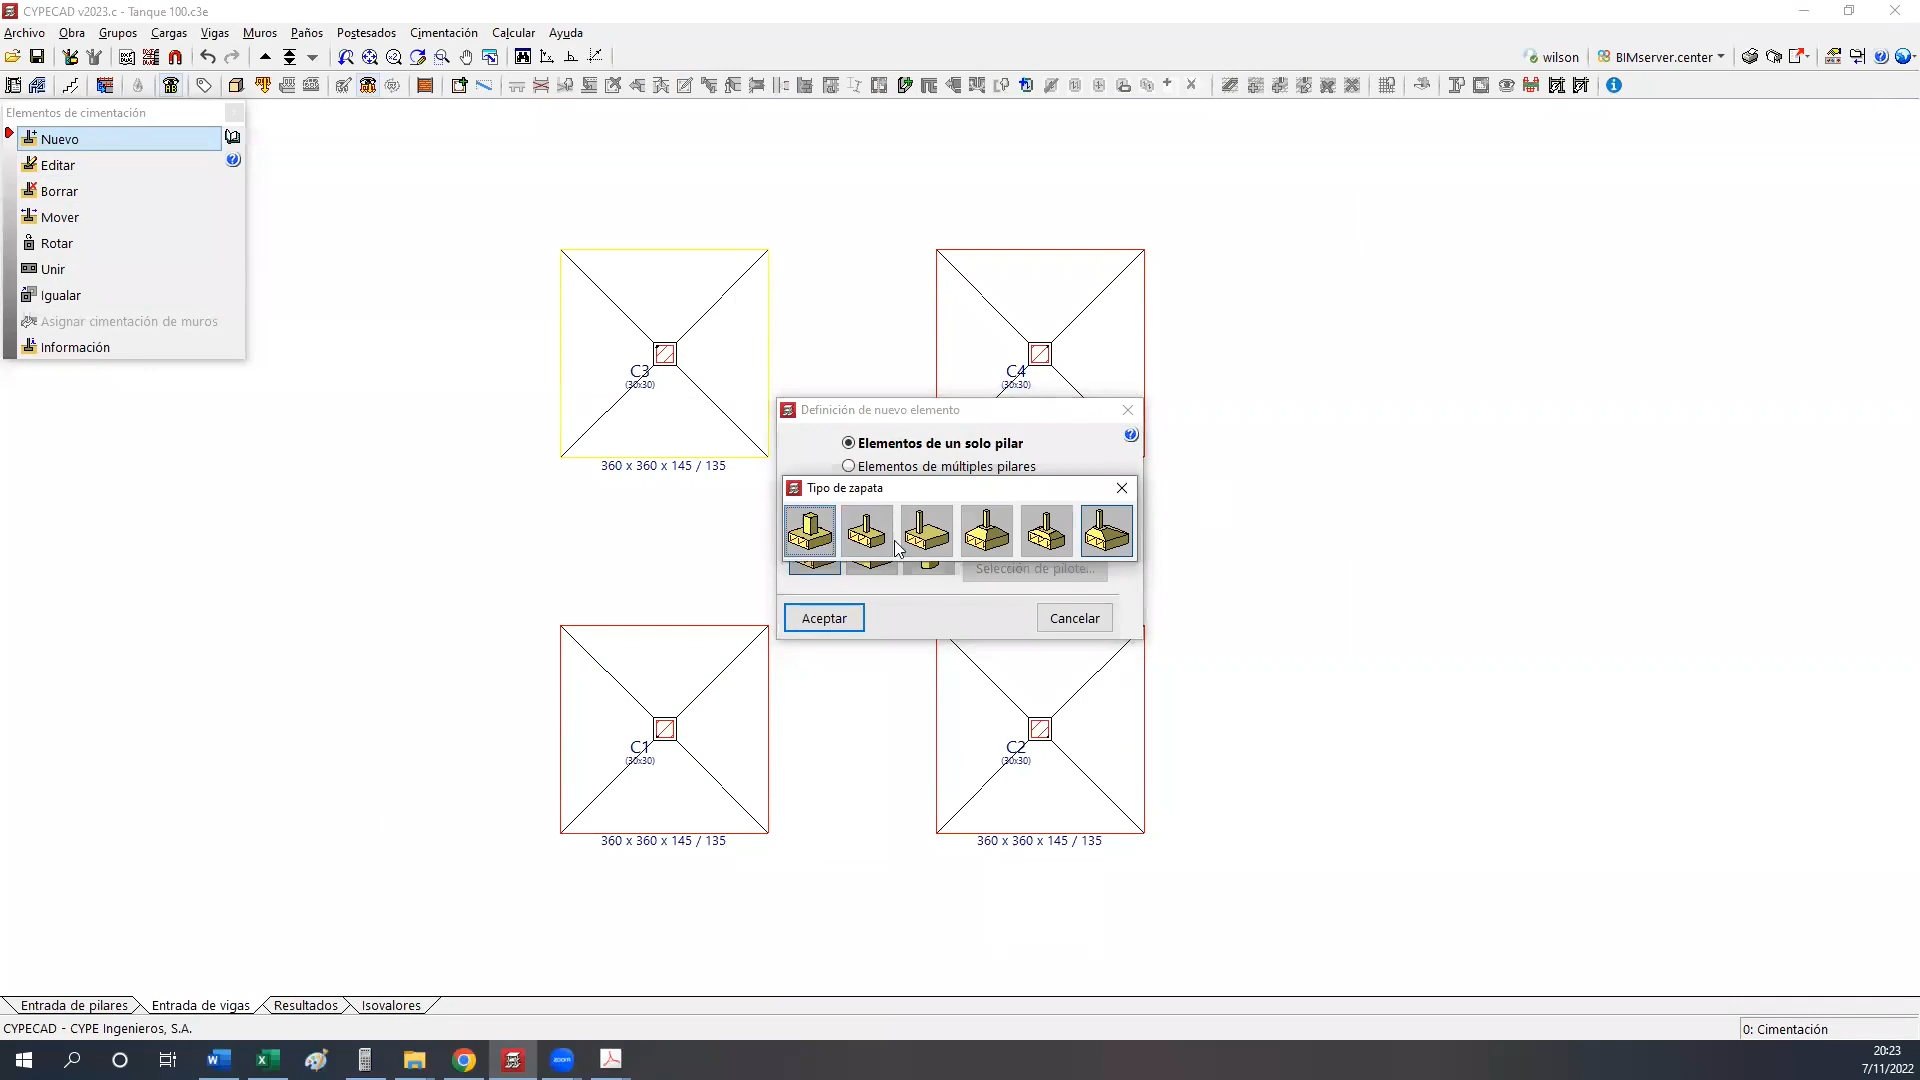 CYPECAD v2023.c - Tanque 100.c3e
Archivo Obra Grupos Cargas Vigas Muros Paños Postesados Cimentación Calcular Ayuda
wilson BIMserver.center
Elementos de cimentación
Nuevo
Editar
Borrar
Mover
Rotar
Unir
Igualar
Asignar cimentación de muros
Información
C3
(30x30)
360 x 360 x 145 / 135
C4
(30x30)
Definición de nuevo elemento
Elementos de un solo pilar
Elementos de múltiples pilares
Tipo de zapata
Selección de pilote...
Aceptar Cancelar
C1
(30x30)
360 x 360 x 145 / 135
C2
(30x30)
360 x 360 x 145 / 135
Entrada de pilares Entrada de vigas Resultados Isovalores
CYPECAD - CYPE Ingenieros, S.A.
0: Cimentación
20:23
7/11/2022